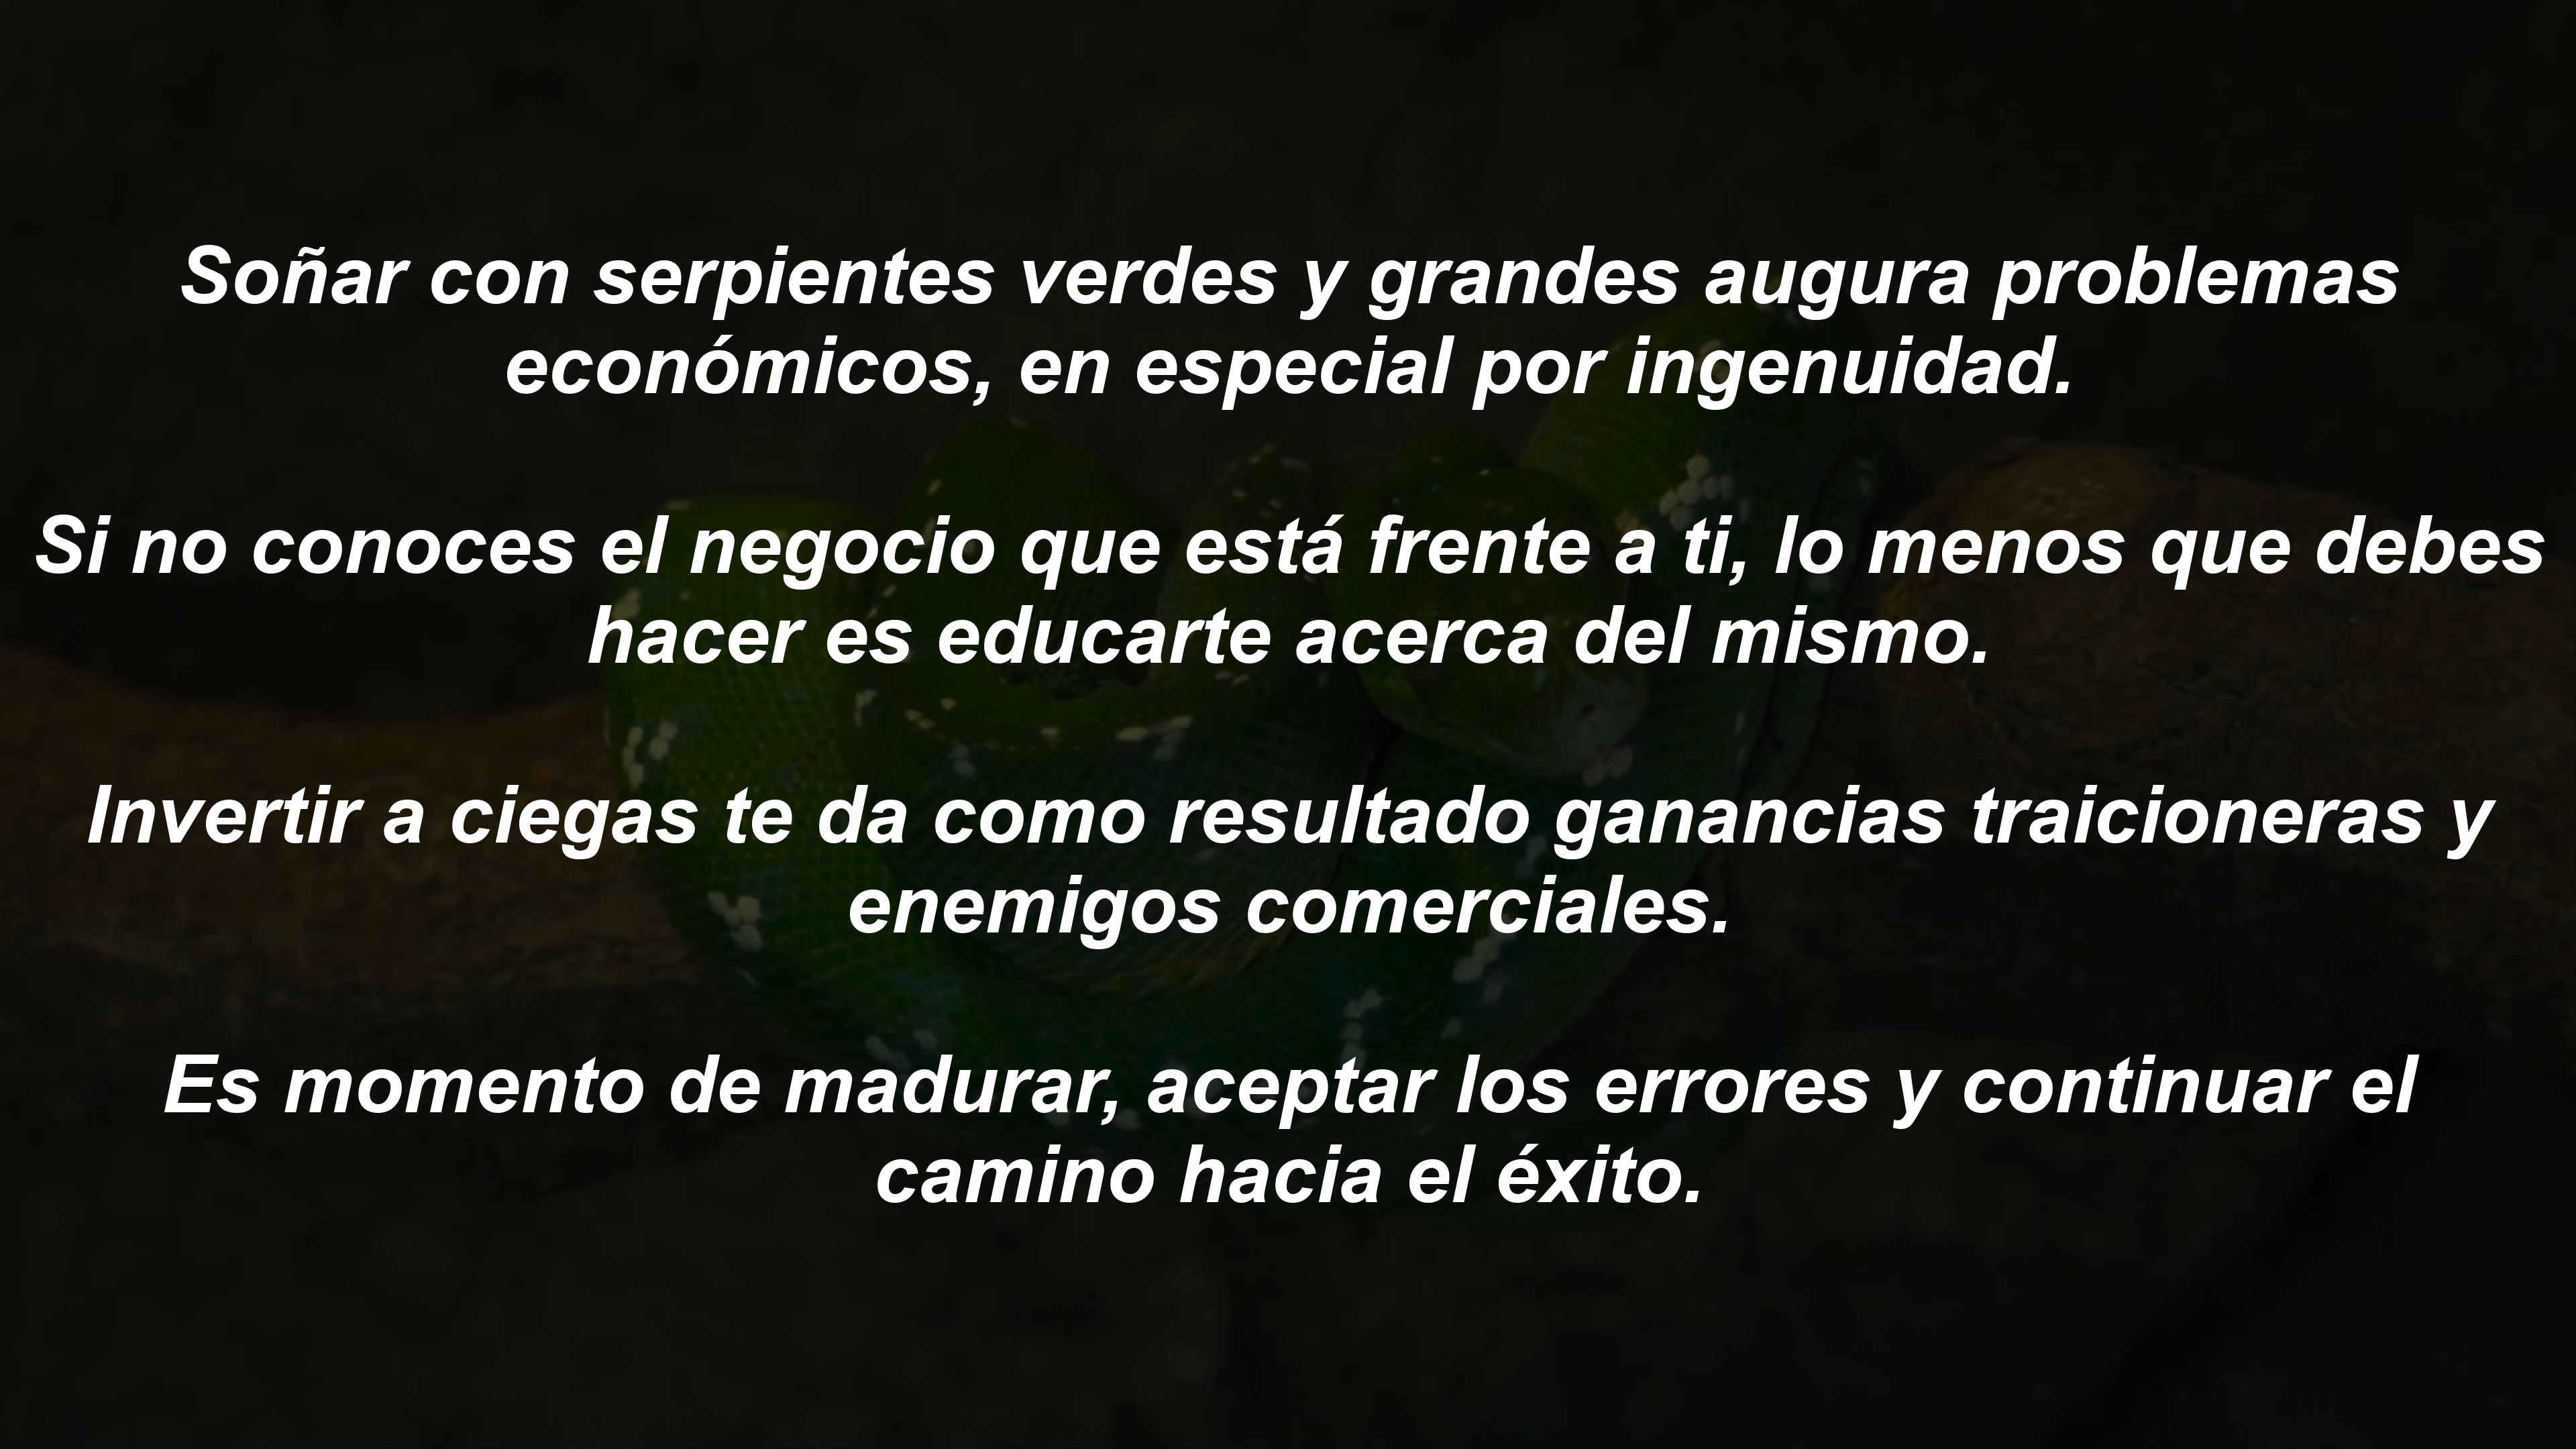 Soñar con serpientes verdes y grandes augura problemas
económicos, en especial por ingenuidad.
Si no conoces el negocio que está frente a ti, lo menos que debes
hacer es educarte acerca del mismo.
Invertir a ciegas te da como resultado ganancias traicioneras y
enemigos comerciales.
Es momento de madurar, aceptar los errores y continuar el
camino hacia el éxito.